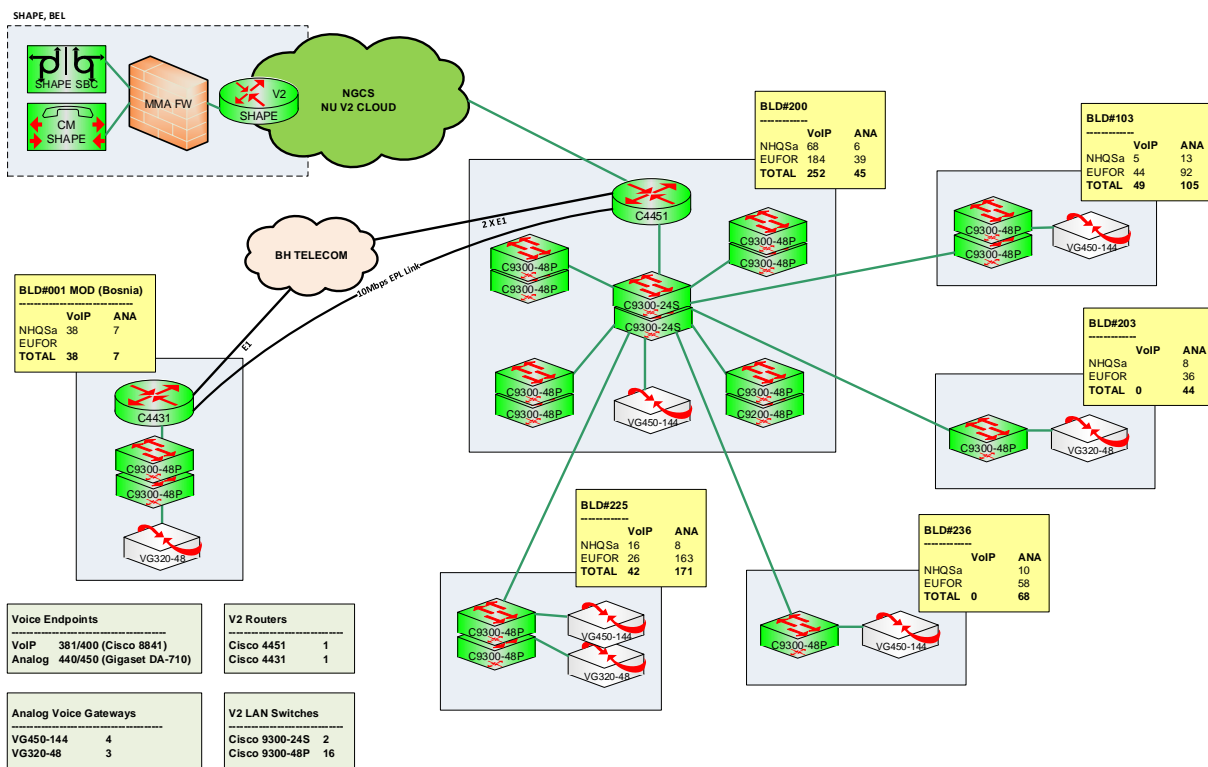 SHAPE, BEL
SHAPE SBC
CM
SHAPE
MMA FW
V2
SHAPE
NGCS
NU V2 CLOUD
BLD#200
-------------
VoIP ANA
NHQSa 68 6
EUFOR 184 39
TOTAL 252 45
BLD#103
-------------
VoIP ANA
NHQSa 5 13
EUFOR 44 92
TOTAL 49 105
C4451
2 X E1
BH TELECOM
10Mbps EPL Link
E1
C9300-48P
C9300-48P
C9300-48P
C9300-48P
C9300-24S
C9300-24S
C9300-48P
C9300-48P
C9300-48P
C9200-48P
VG450-144
C9300-48P
C9300-48P
VG450-144
BLD#001 MOD (Bosnia)
--------------------------------
VoIP ANA
NHQSa 38 7
EUFOR
TOTAL 38 7
C4431
C9300-48P
C9300-48P
VG320-48
BLD#203
-------------
VoIP ANA
NHQSa 8
EUFOR 36
TOTAL 0 44
C9300-48P
VG320-48
BLD#225
-------------
VoIP ANA
NHQSa 16 8
EUFOR 26 163
TOTAL 42 171
C9300-48P
C9300-48P
VG450-144
VG320-48
BLD#236
-------------
VoIP ANA
NHQSa 10
EUFOR 58
TOTAL 0 68
C9300-48P
VG450-144
Voice Endpoints
------------------------------------------
VoIP 381/400 (Cisco 8841)
Analog 440/450 (Gigaset DA-710)
V2 Routers
-------------------------------
Cisco 4451 1
Cisco 4431 1
Analog Voice Gateways
-----------------------------------------
VG450-144 4
VG320-48 3
V2 LAN Switches
-------------------------------
Cisco 9300-24S 2
Cisco 9300-48P 16